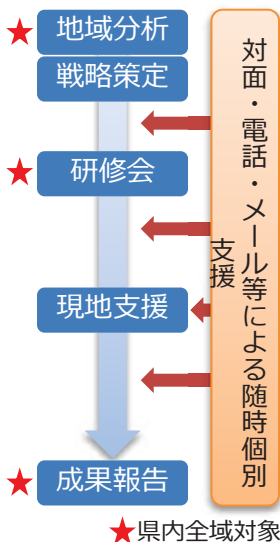 ★地域分析
戦略策定
★研修会
現地支援
★成果報告
対面・電話・メール等による随時個別
支援
★県内全域対象